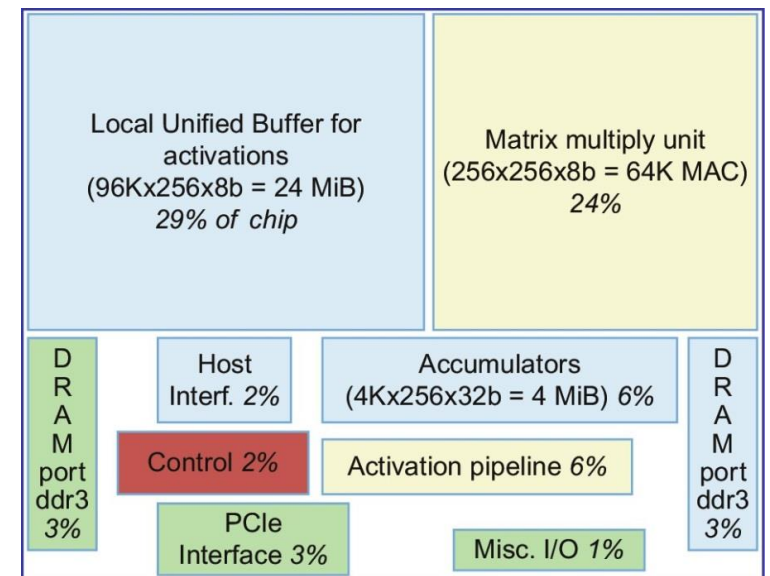 Local Unified Buffer for
activations
(96Kx256x8b = 24 MiB)
29% of chip
Matrix multiply unit
(256x256x8b = 64K MAC)
24%
D
R
A
M
port
ddr3
3%
Host
Interf. 2%
Accumulators
(4Kx256x32b = 4 MiB) 6%
D
R
A
M
port
ddr3
3%
Control 2%
Activation pipeline 6%
PCIe
Interface 3%
Misc. I/O 1%